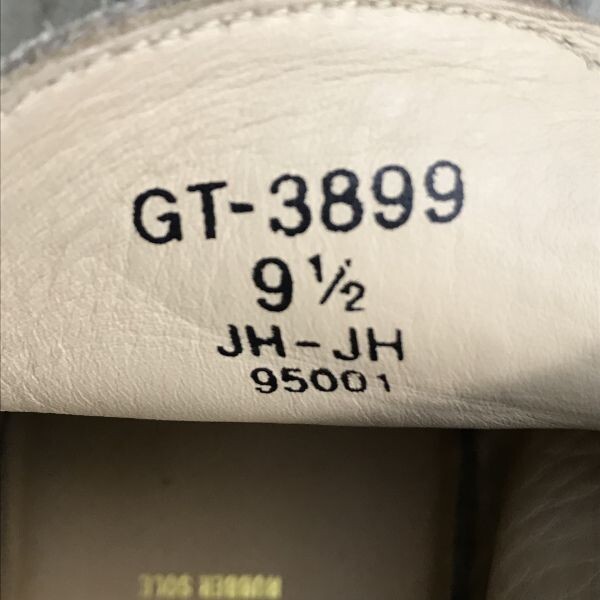 GT-3899
9 ½
JH-JH
95001
RUBBER SOLE